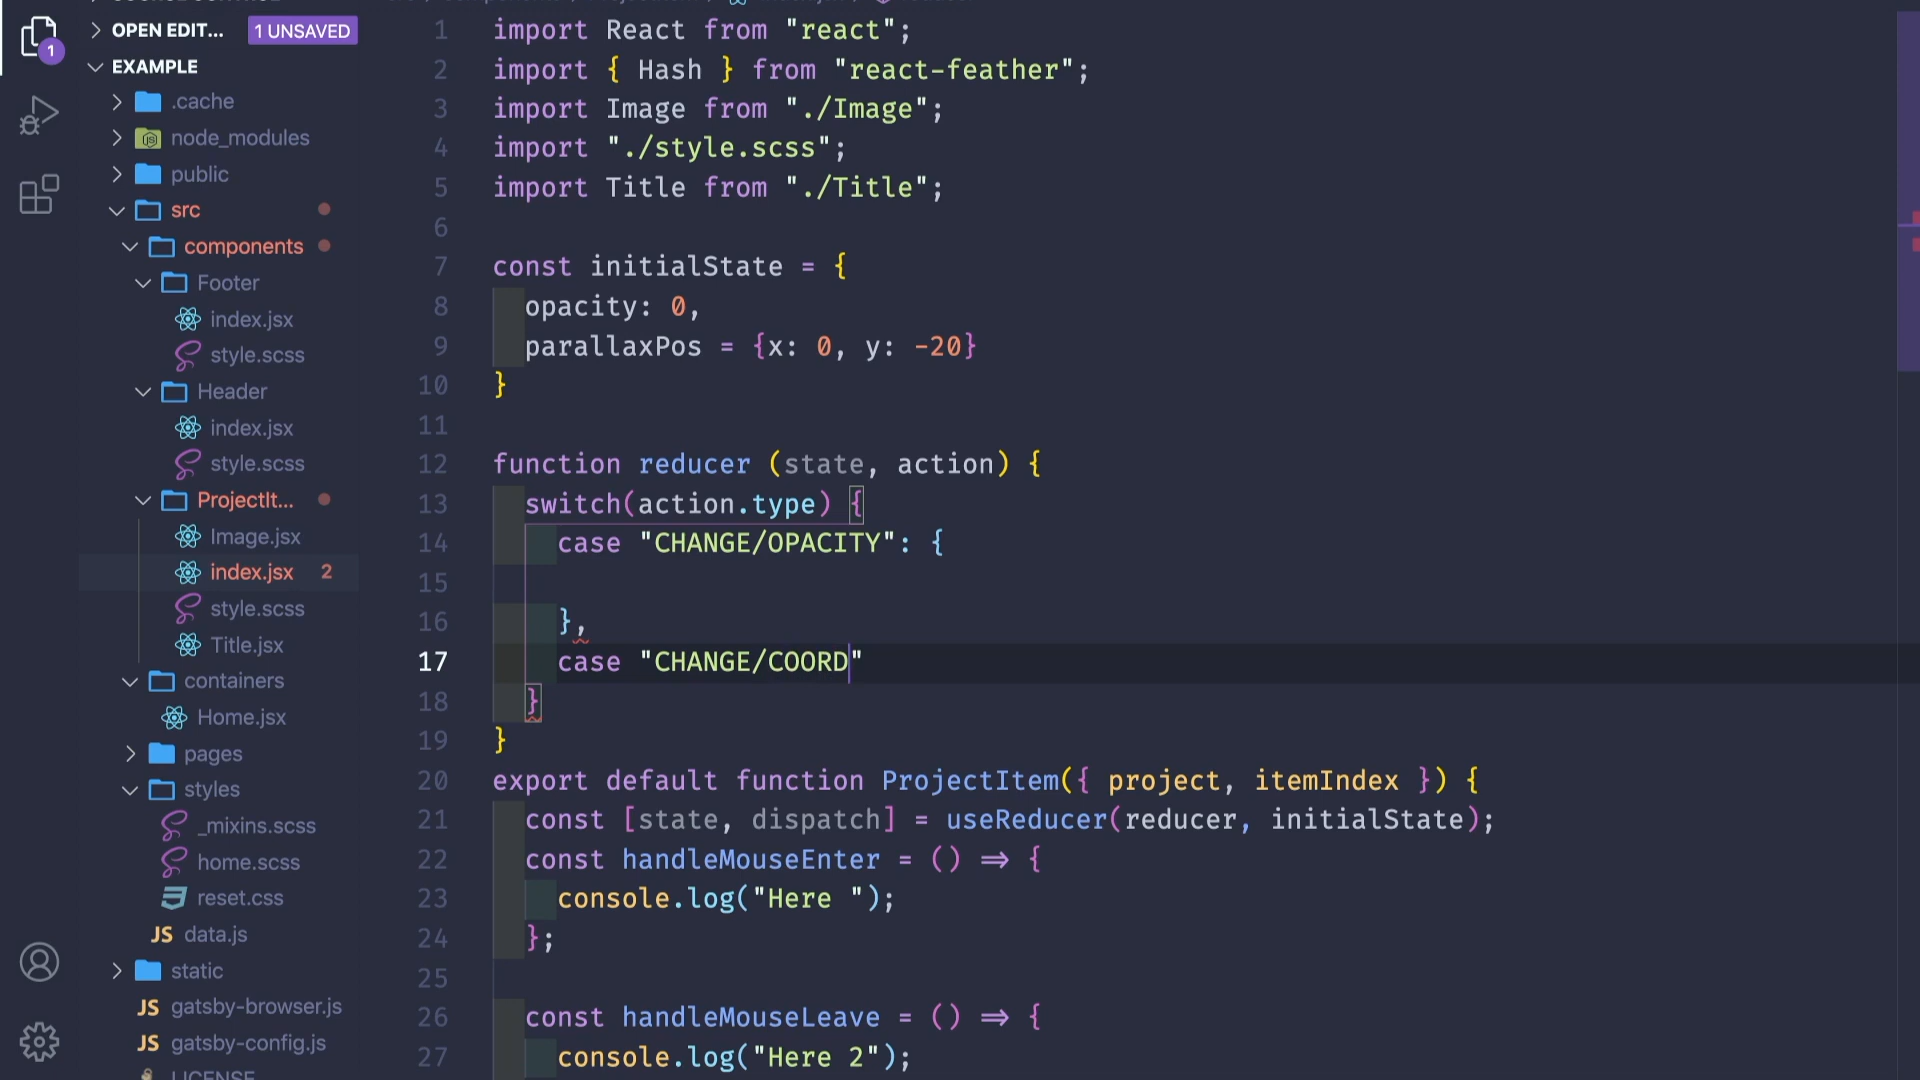 OPEN EDIT... 1 UNSAVED
EXAMPLE
.cache
node_modules
public
src
components
Footer
index.jsx
style.scss
Header
index.jsx
style.scss
ProjectIt...
Image.jsx
index.jsx 2
style.scss
Title.jsx
containers
Home.jsx
pages
styles
_mixins.scss
home.scss
reset.css
JS data.js
static
JS gatsby-browser.js
JS gatsby-config.js
LICENSE
1
1 import React from "react";
2 import { Hash } from "react-feather";
3 import Image from "./Image";
4 import "./style.scss";
5 import Title from "./Title";
6
7 const initialState = {
8 opacity: 0,
9 parallaxPos = {x: 0, y: -20}
10 }
11
12 function reducer (state, action) {
13 switch(action.type) {
14 case "CHANGE/OPACITY": {
15
16 },
17 case "CHANGE/COORD"
18 }
19 }
20 export default function ProjectItem({ project, itemIndex }) {
21 const [state, dispatch] = useReducer(reducer, initialState);
22 const handleMouseEnter = () ⇒ {
23 console.log("Here ");
24 };
25
26 const handleMouseLeave = () ⇒ {
27 console.log("Here 2");